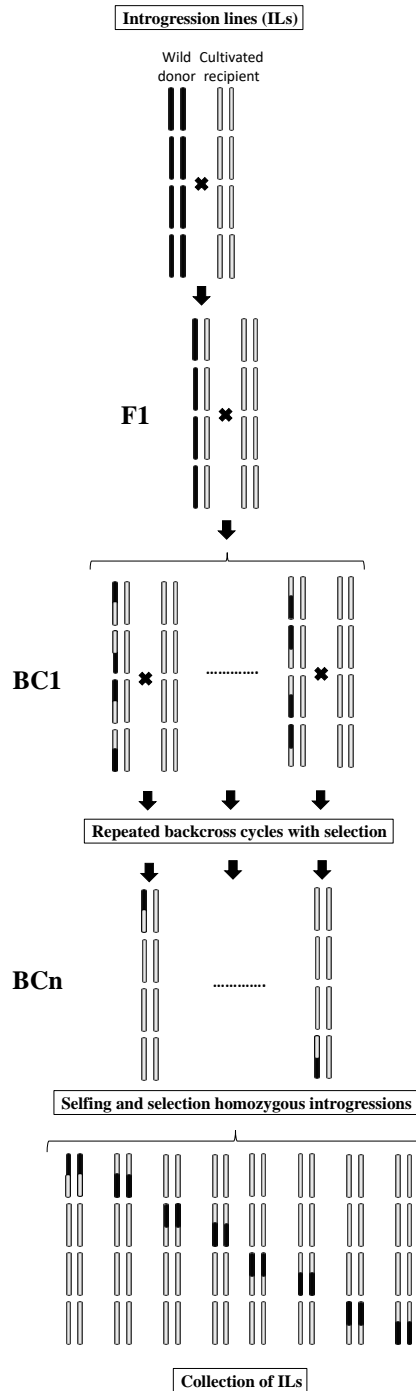 Introgression lines (ILs)
Wild Cultivated
donor recipient
F1
BC1
………….
Repeated backcross cycles with selection
BCn
………….
Selfing and selection homozygous introgressions
Collection of ILs